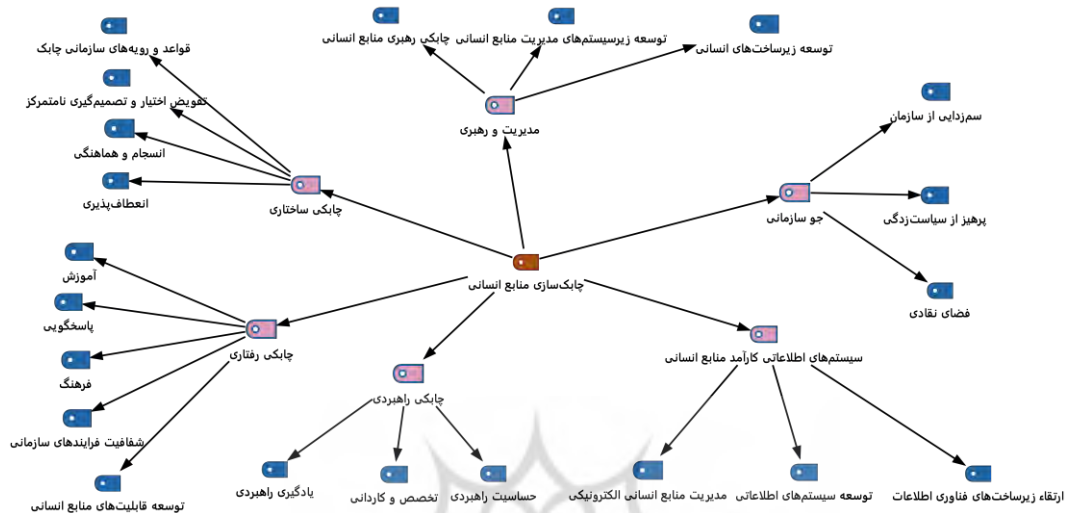 قواعد و رویه‌های سازمانی چابک
چابکی رهبری منابع انسانی
توسعه زیرسیستم‌های مدیریت منابع انسانی
توسعه زیرساخت‌های انسانی
تفویض اختیار و تصمیم‌گیری نامتمرکز
مدیریت و رهبری
سم‌زدایی از سازمان
انسجام و هماهنگی
انعطاف‌پذیری
چابکی ساختاری
جو سازمانی
پرهیز از سیاست‌زدگی
چابک‌سازی منابع انسانی
آموزش
فضای نقادی
پاسخگویی
چابکی رفتاری
سیستم‌های اطلاعاتی کارآمد منابع انسانی
فرهنگ
چابکی راهبردی
شفافیت فرایندهای سازمانی
توسعه قابلیت‌های منابع انسانی
یادگیری راهبردی
تخصص و کاردانی
حساسیت راهبردی
مدیریت منابع انسانی الکترونیکی
توسعه سیستم‌های اطلاعاتی
ارتقاء زیرساخت‌های فناوری اطلاعات